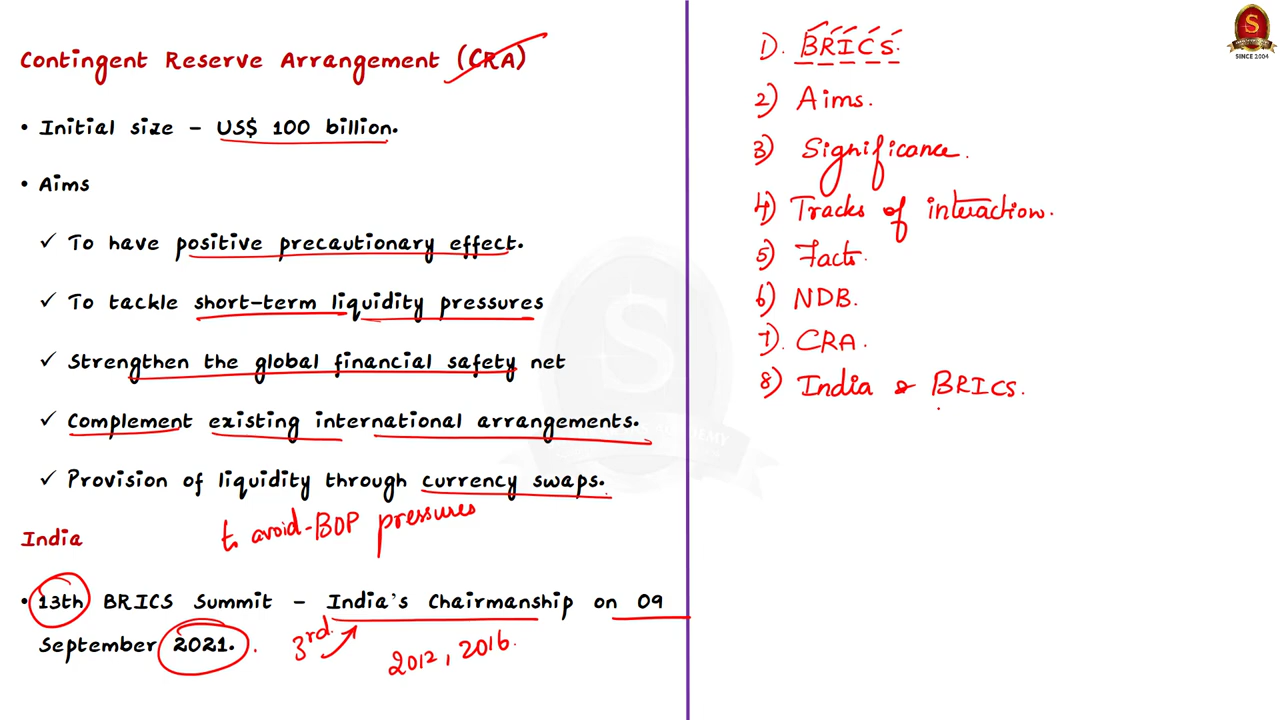 Contingent Reserve Arrangement (CRA)
• Initial size – US$ 100 billion.
• Aims
✓ To have positive precautionary effect.
✓ To tackle short-term liquidity pressures
✓ Strengthen the global financial safety net
✓ Complement existing international arrangements.
✓ Provision of liquidity through currency swaps.
to avoid-BOP pressures
India
• 13th BRICS Summit – India's Chairmanship on 09
September 2021.
3rd
2012, 2016.
1). BRICS.
2) Aims.
3) Significance.
4) Tracks of interaction.
5) Facts.
6) NDB.
7). CRA.
8) India & BRICS.
S
SINCE 2004